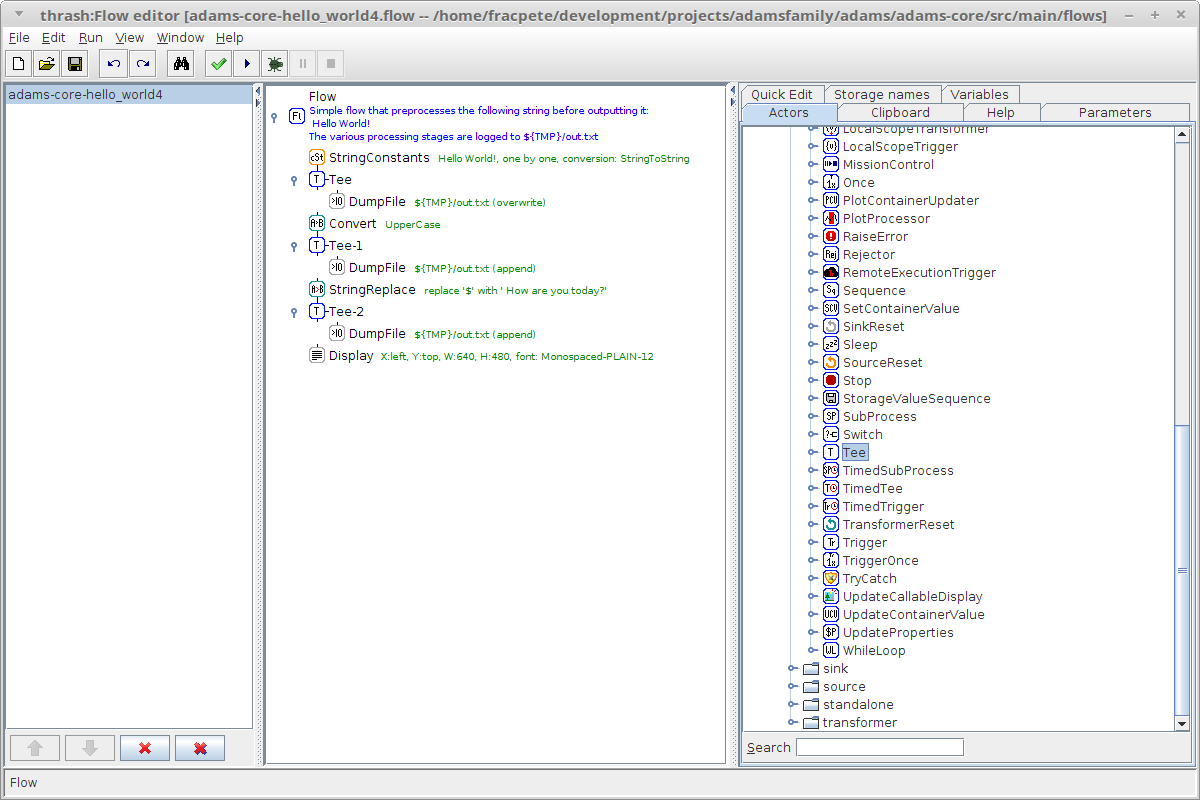 thrash:Flow editor [adams-core-hello_world4.flow -- /home/fracpete/development/projects/adamsfamily/adams/adams-core/src/main/flows]
File Edit Run View Window Help
adams-core-hello_world4
Flow
Simple flow that preprocesses the following string before outputting it:
Hello World!
The various processing stages are logged to ${TMP}/out.txt
StringConstants Hello World!, one by one, conversion: StringToString
Tee
DumpFile ${TMP}/out.txt (overwrite)
Convert UpperCase
Tee-1
DumpFile ${TMP}/out.txt (append)
StringReplace replace '$' with ' How are you today?'
Tee-2
DumpFile ${TMP}/out.txt (append)
Display X:left, Y:top, W:640, H:480, font: Monospaced-PLAIN-12
Quick Edit Storage names Variables
Actors Clipboard Help Parameters
LocalScopeTransformer
LocalScopeTrigger
MissionControl
Once
PlotContainerUpdater
PlotProcessor
RaiseError
Rejector
RemoteExecutionTrigger
Sequence
SetContainerValue
SinkReset
Sleep
SourceReset
Stop
StorageValueSequence
SubProcess
Switch
Tee
TimedSubProcess
TimedTee
TimedTrigger
TransformerReset
Trigger
TriggerOnce
TryCatch
UpdateCallableDisplay
UpdateContainerValue
UpdateProperties
WhileLoop
sink
source
standalone
transformer
Search
Flow